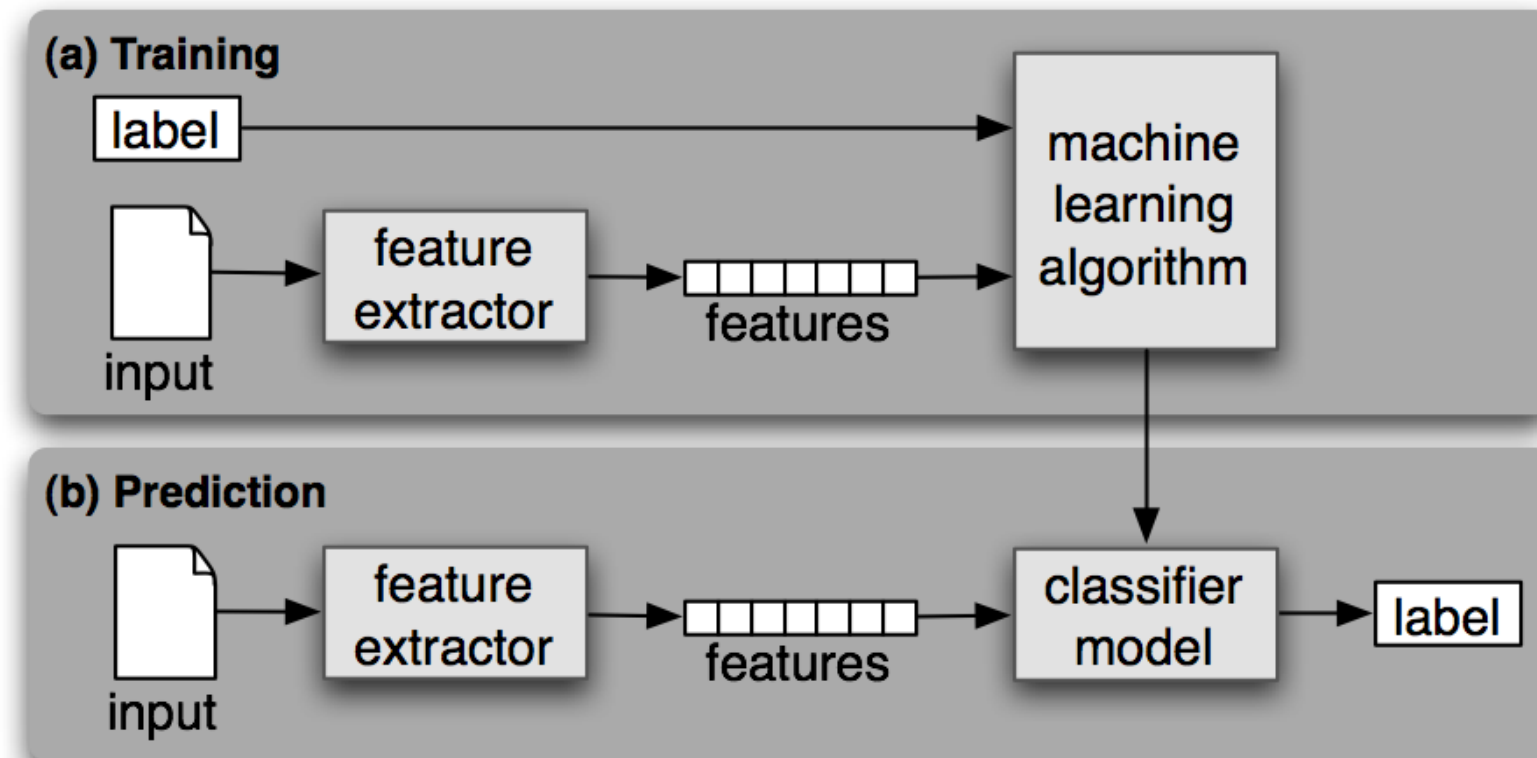 (a) Training
label
machine
learning
algorithm
feature
extractor
features
input
(b) Prediction
feature
extractor
features
classifier
model
label
input